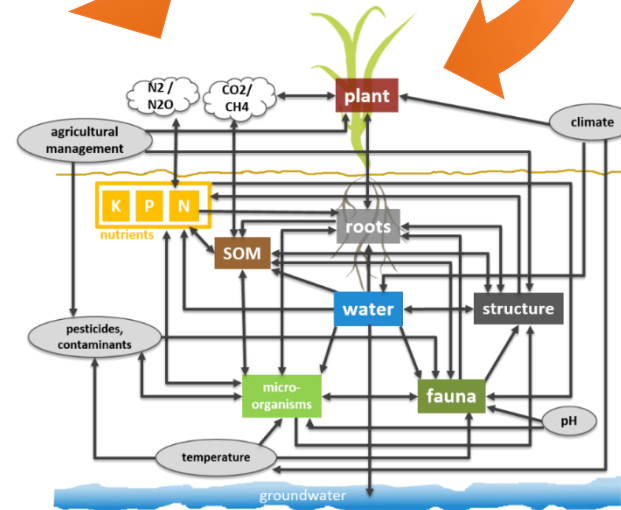 N2 /
N2O
CO2/
CH4
plant
climate
agricultural
management
K P N
nutrients
roots
SOM
water
structure
pesticides,
contaminants
micro-
organisms
fauna
pH
temperature
groundwater